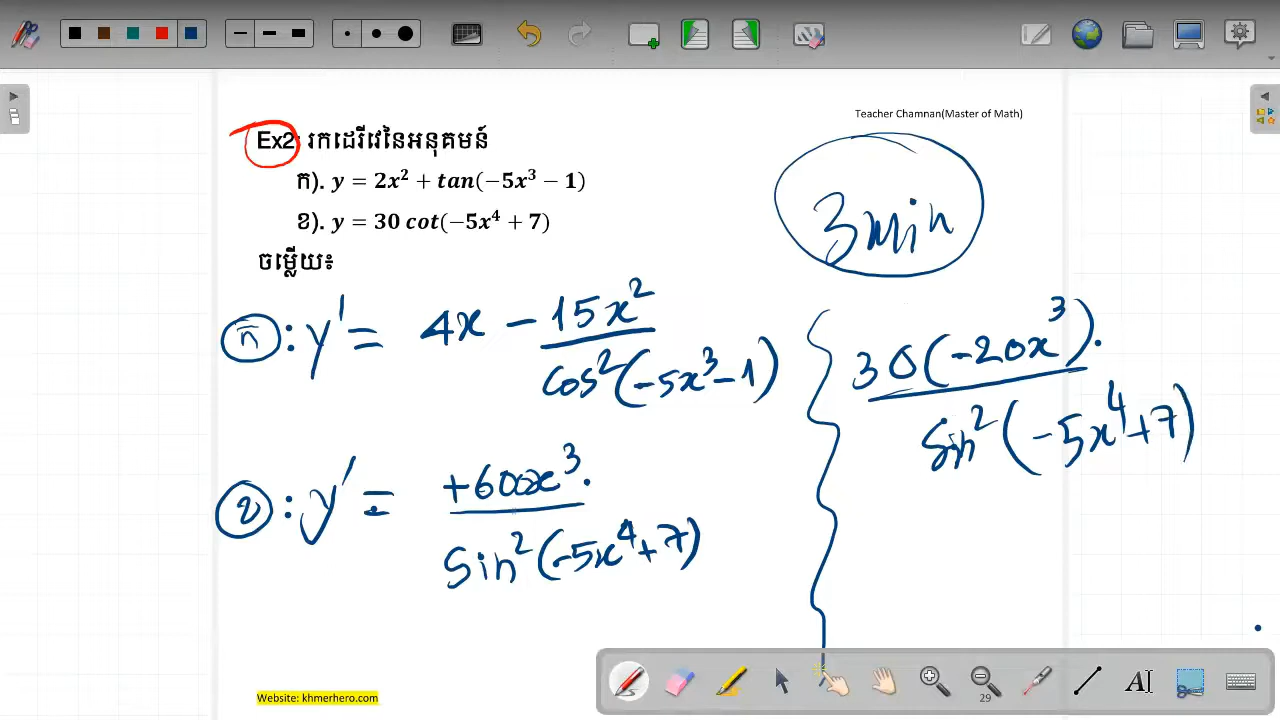 Teacher Chamnan(Master of Math)
Ex2: រកដេរីវេនៃអនុគមន៍
ក). y = 2x² + tan(−5x³ − 1)
ខ). y = 30 cot(−5x⁴ + 7)
ចម្លើយ៖
3 min
ក : y' = 4x − 15x² / cos²(−5x³−1)
ខ : y' = +600x³. / sin²(−5x⁴+7)
30(−20x³). / sin²(−5x⁴+7)
Website: khmerhero.com
29